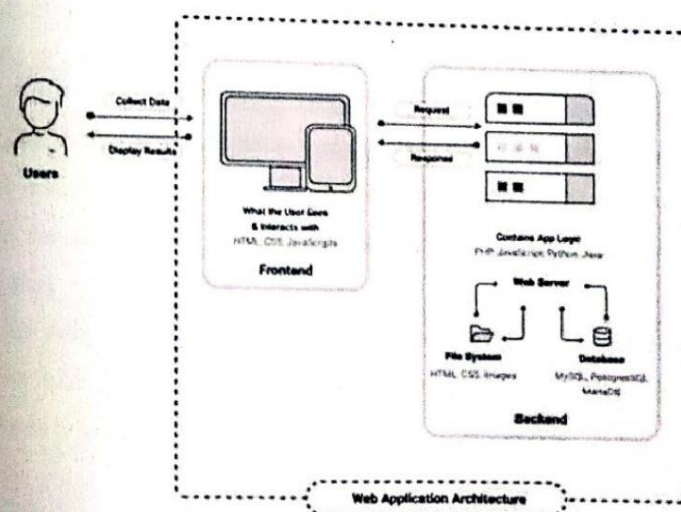 Collect Data
Display Results
Users
What the User Sees
& Interacts with
HTML, CSS, JavaScripts
Frontend
Request
Response
Contains App Logic
PHP, JavaScript, Python, Java
Web Server
File System
HTML, CSS, Images
Database
MySQL, PostgreSQL,
MariaDB
Backend
Web Application Architecture